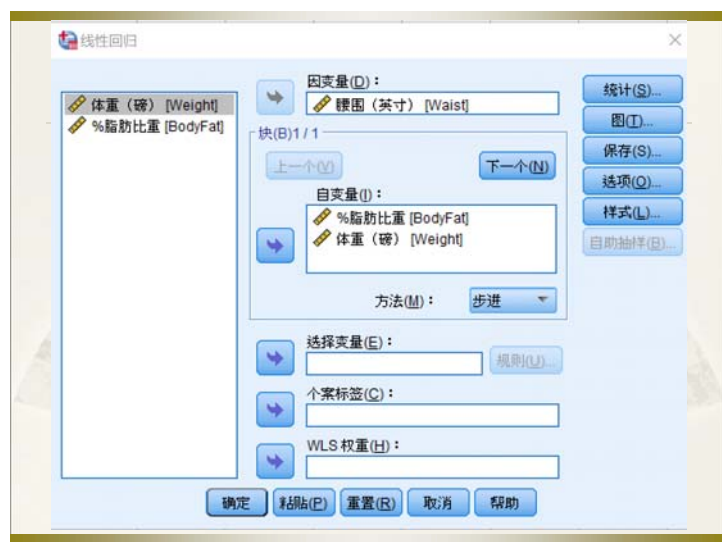 线性回归
体重（磅） [Weight]
%脂肪比重 [BodyFat]
因变量(D)：
腰围（英寸） [Waist]
块(B)1 / 1
上一个(V)
下一个(N)
自变量(I)：
%脂肪比重 [BodyFat]
体重（磅） [Weight]
方法(M)：
步进
选择变量(E)：
规则(U)...
个案标签(C)：
WLS 权重(H)：
统计(S)...
图(T)...
保存(S)...
选项(O)...
样式(L)...
自助抽样(B)...
确定
粘贴(P)
重置(R)
取消
帮助